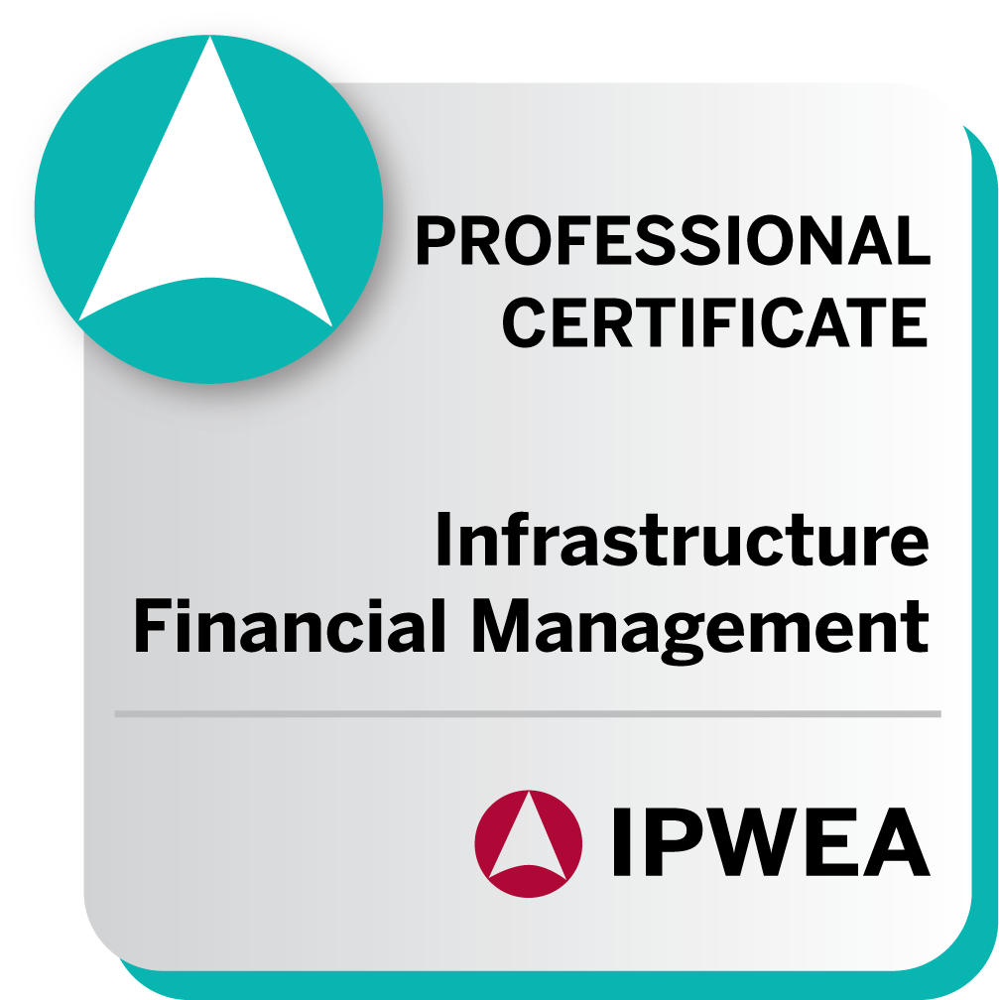 PROFESSIONAL
CERTIFICATE
Infrastructure
Financial Management
IPWEA